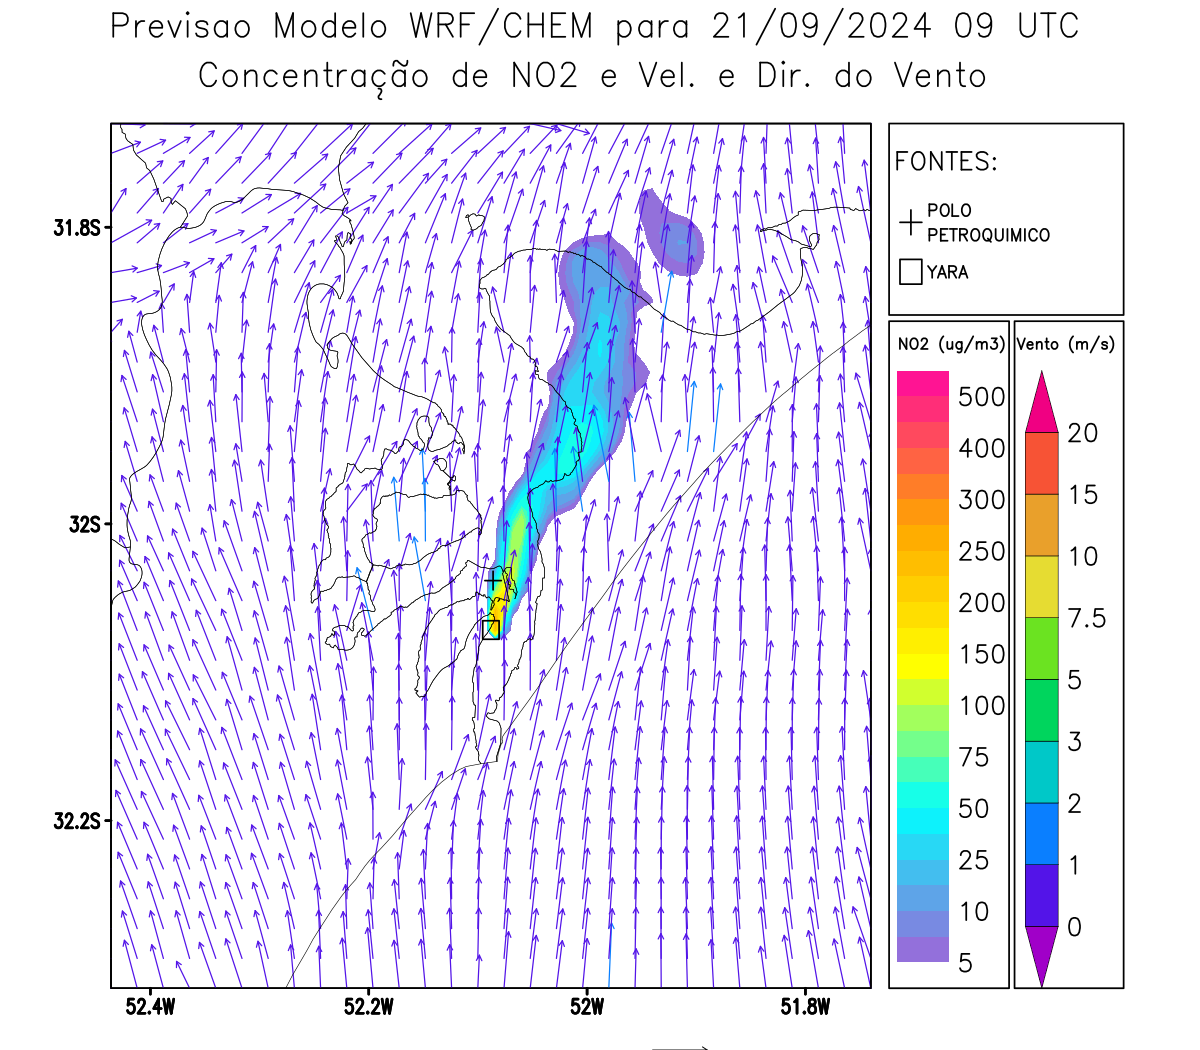 Previsao Modelo WRF/CHEM para 21/09/2024 09 UTC
Concentração de NO2 e Vel. e Dir. do Vento
FONTES:
POLO
PETROQUIMICO
YARA
NO2 (ug/m3)
500
400
300
250
200
150
100
75
50
25
10
5
Vento (m/s)
20
15
10
7.5
5
3
2
1
0
31.8S
32S
32.2S
52.4W
52.2W
52W
51.8W